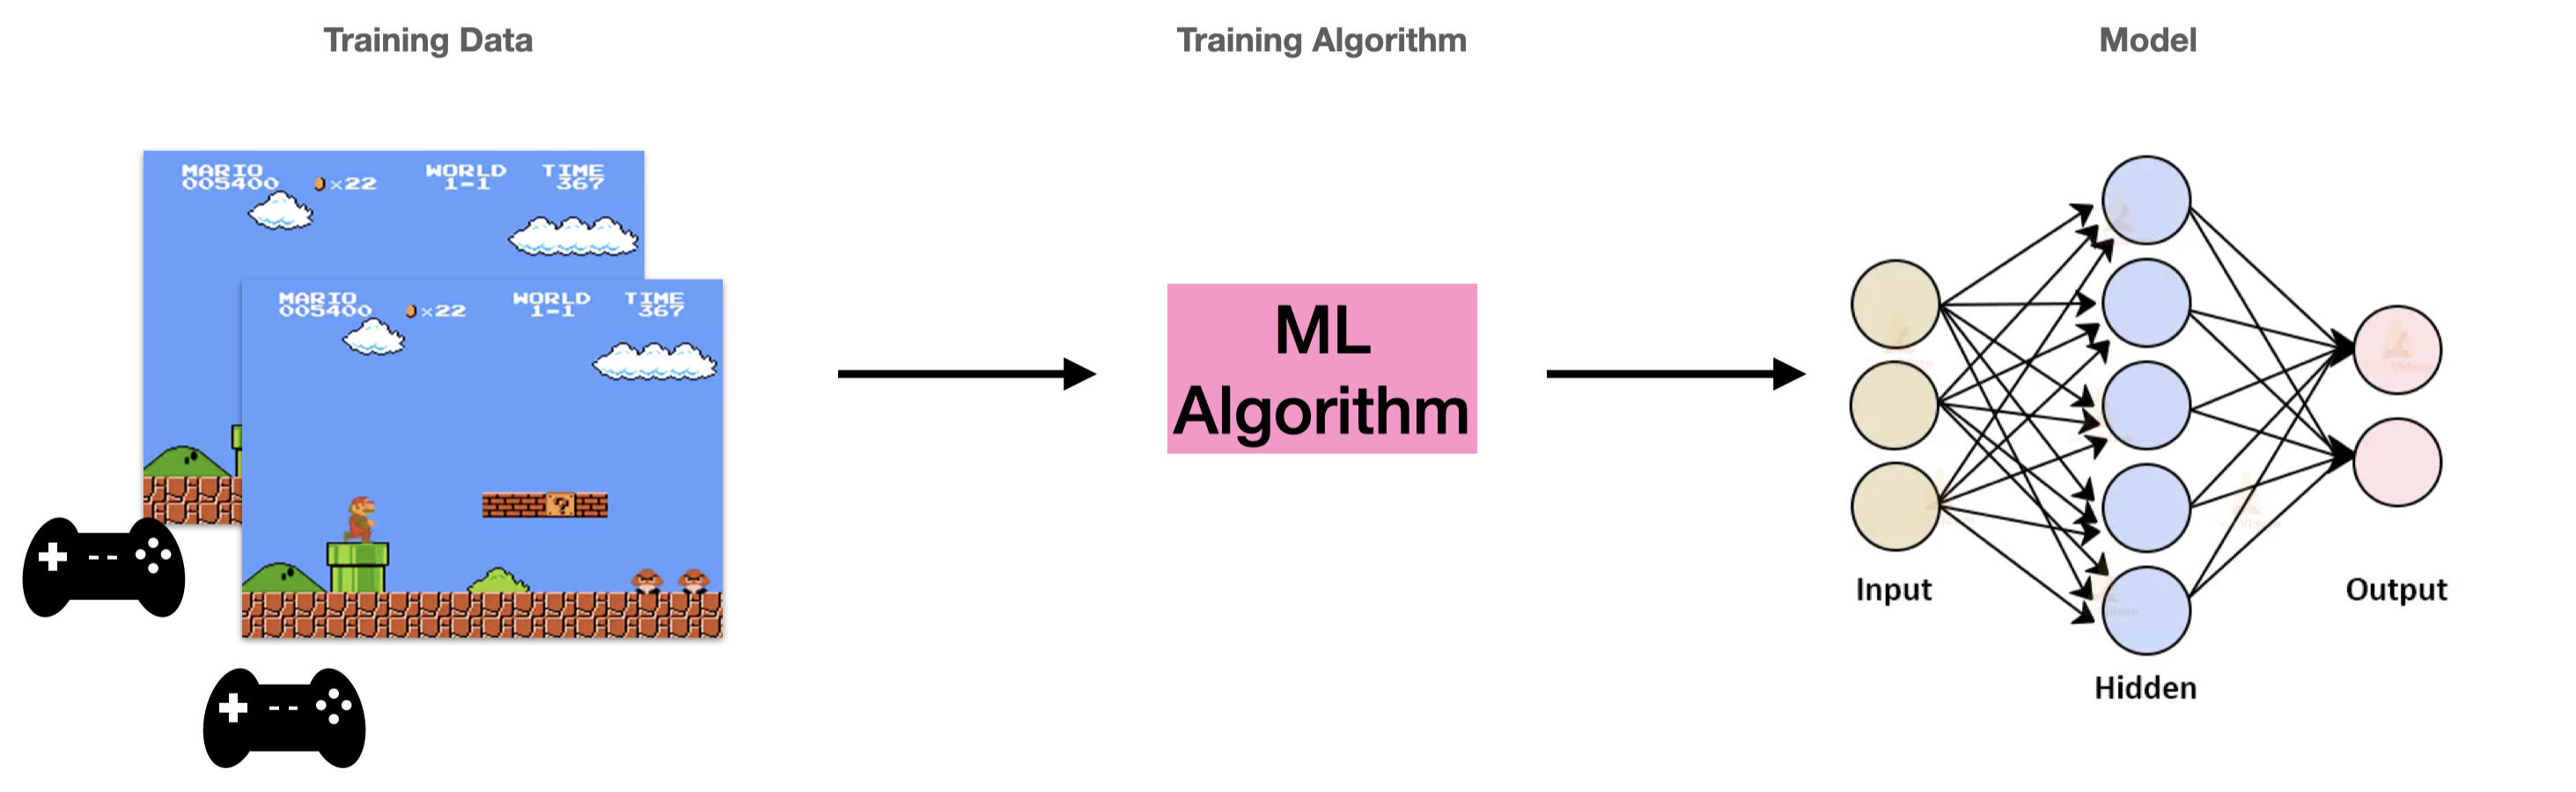 Training Data
Training Algorithm
Model
MARIO WORLD TIME
005400 ×22 1-1 367
MARIO WORLD TIME
005400 ×22 1-1 367
?
ML
Algorithm
Input
Hidden
Output